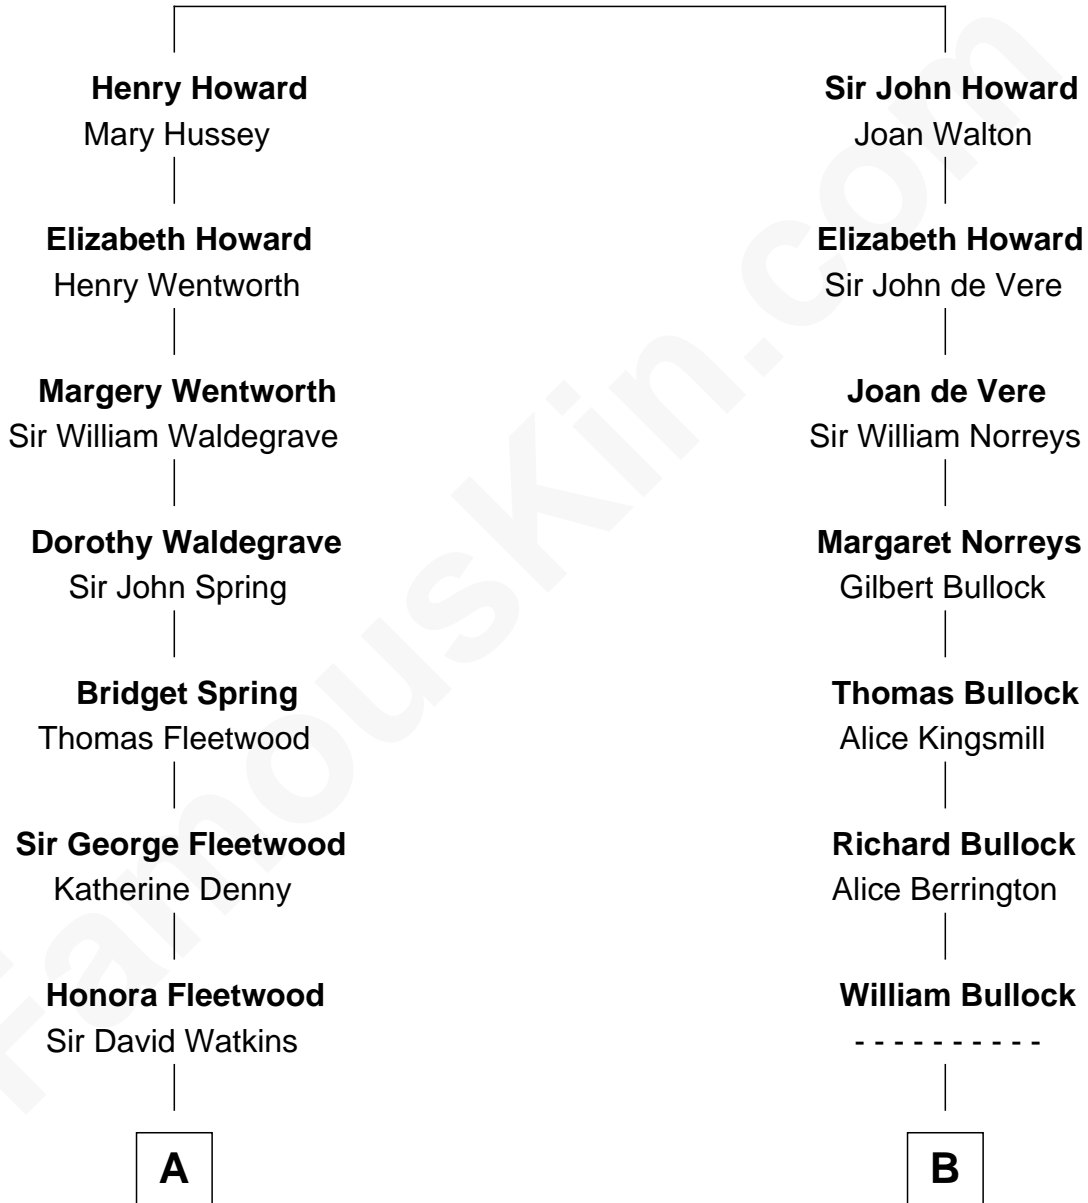 Henry Howard
Mary Hussey
Elizabeth Howard
Henry Wentworth
Margery Wentworth
Sir William Waldegrave
Dorothy Waldegrave
Sir John Spring
Bridget Spring
Thomas Fleetwood
Sir George Fleetwood
Katherine Denny
Honora Fleetwood
Sir David Watkins
A
Sir John Howard
Joan Walton
Elizabeth Howard
Sir John de Vere
Joan de Vere
Sir William Norreys
Margaret Norreys
Gilbert Bullock
Thomas Bullock
Alice Kingsmill
Richard Bullock
Alice Berrington
William Bullock
- - - - - - - - - -
B
FamousKin.com